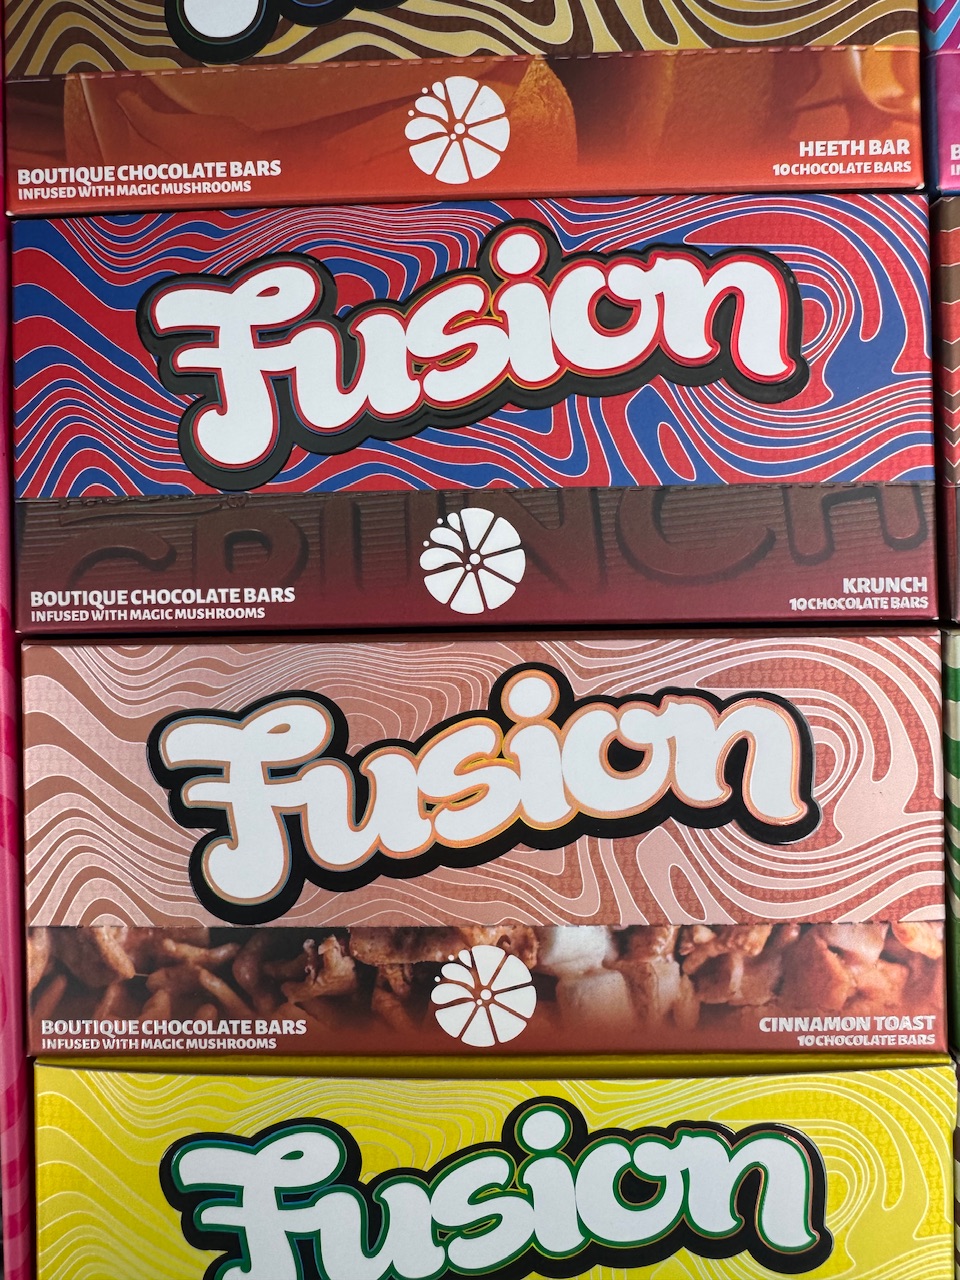 BOUTIQUE CHOCOLATE BARS
INFUSED WITH MAGIC MUSHROOMS
HEETH BAR
10 CHOCOLATE BARS
Fusion
CRUNCH
BOUTIQUE CHOCOLATE BARS
INFUSED WITH MAGIC MUSHROOMS
KRUNCH
10 CHOCOLATE BARS
Fusion
BOUTIQUE CHOCOLATE BARS
INFUSED WITH MAGIC MUSHROOMS
CINNAMON TOAST
10 CHOCOLATE BARS
Fusion